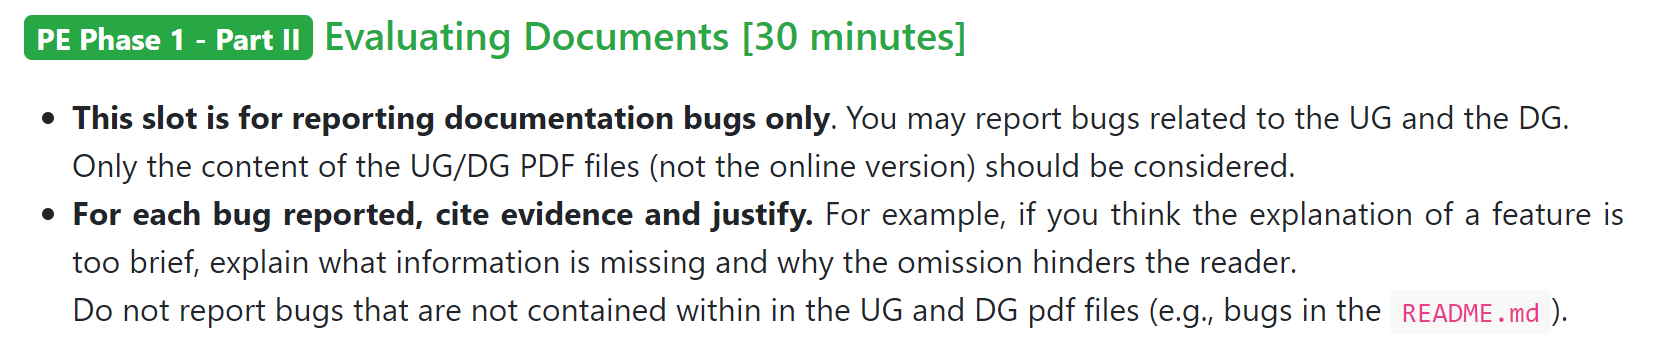 PE Phase 1 - Part II Evaluating Documents [30 minutes]
• This slot is for reporting documentation bugs only. You may report bugs related to the UG and the DG.
Only the content of the UG/DG PDF files (not the online version) should be considered.
• For each bug reported, cite evidence and justify. For example, if you think the explanation of a feature is
too brief, explain what information is missing and why the omission hinders the reader.
Do not report bugs that are not contained within in the UG and DG pdf files (e.g., bugs in the README.md ).